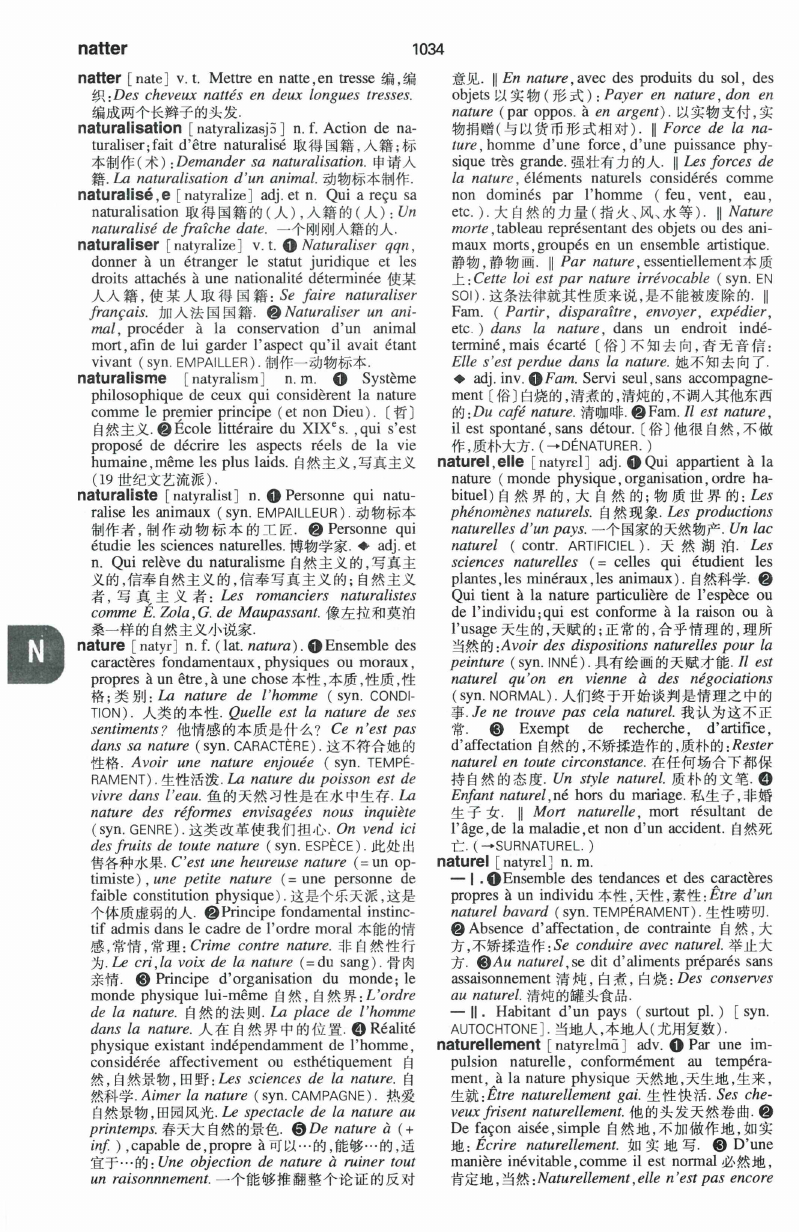 natter
1034
natter [nate] v. t. Mettre en natte,en tresse 编,编
织:Des cheveux nattés en deux longues tresses.
编成两个长辫子的头发.
naturalisation [natyralizasjɔ̃] n. f. Action de na-
turaliser;fait d'être naturalisé 取得国籍,入籍;标
本制作(术):Demander sa naturalisation. 申请入
籍. La naturalisation d'un animal. 动物标本制作.
naturalisé,e [natyralize] adj. et n. Qui a reçu sa
naturalisation 取得国籍的(人),入籍的(人):Un
naturalisé de fraîche date. 一个刚刚入籍的人.
naturaliser [natyralize] v. t. ❶ Naturaliser qqn,
donner à un étranger le statut juridique et les
droits attachés à une nationalité déterminée 使某
人入籍, 使某人取得国籍: Se faire naturaliser
français. 加入法国国籍. ❷ Naturaliser un ani-
mal, procéder à la conservation d'un animal
mort,afin de lui garder l'aspect qu'il avait étant
vivant (syn. EMPAILLER). 制作一动物标本.
naturalisme [natyralism] n. m. ❶ Système
philosophique de ceux qui considèrent la nature
comme le premier principe (et non Dieu). 〔哲〕
自然主义. ❷ École littéraire du XIXᵉ s. ,qui s'est
proposé de décrire les aspects réels de la vie
humaine,même les plus laids. 自然主义,写真主义
(19 世纪文艺流派).
naturaliste [natyralist] n. ❶ Personne qui natu-
ralise les animaux (syn. EMPAILLEUR). 动物标本
制作者, 制作动物标本的工匠. ❷ Personne qui
étudie les sciences naturelles. 博物学家. ◆ adj. et
n. Qui relève du naturalisme 自然主义的,写真主
义的,信奉自然主义的,信奉写真主义的;自然主义
者, 写真主义者: Les romanciers naturalistes
comme É. Zola,G. de Maupassant. 像左拉和莫泊
桑一样的自然主义小说家.
nature [natyr] n. f. (lat. natura). ❶ Ensemble des
caractères fondamentaux, physiques ou moraux,
propres à un être,à une chose 本性,本质,性质,性
格; 类别: La nature de l'homme (syn. CONDI-
TION). 人类的本性. Quelle est la nature de ses
sentiments? 他情感的本质是什么? Ce n'est pas
dans sa nature (syn. CARACTÈRE). 这不符合她的
性格. Avoir une nature enjouée (syn. TEMPÉ-
RAMENT). 生性活泼. La nature du poisson est de
vivre dans l'eau. 鱼的天然习性是在水中生存. La
nature des réformes envisagées nous inquiète
(syn. GENRE). 这类改革使我们担心. On vend ici
des fruits de toute nature (syn. ESPÈCE). 此处出
售各种水果. C'est une heureuse nature (= un op-
timiste), une petite nature (= une personne de
faible constitution physique). 这是个乐天派,这是
个体质虚弱的人. ❷ Principe fondamental instinc-
tif admis dans le cadre de l'ordre moral 本能的情
感,常情,常理: Crime contre nature. 非自然性行
为. Le cri,la voix de la nature (= du sang). 骨肉
亲情. ❸ Principe d'organisation du monde; le
monde physique lui-même 自然,自然界:L'ordre
de la nature. 自然的法则. La place de l'homme
dans la nature. 人在自然界中的位置. ❹ Réalité
physique existant indépendamment de l'homme,
considérée affectivement ou esthétiquement 自
然,自然景物,田野:Les sciences de la nature. 自
然科学. Aimer la nature (syn. CAMPAGNE). 热爱
自然景物,田园风光. Le spectacle de la nature au
printemps. 春天大自然的景色. ❺ De nature à (+
inf. ),capable de,propre à 可以…的,能够…的,适
宜于…的: Une objection de nature à ruiner tout
un raisonnnement. 一个能够推翻整个论证的反对
N
意见. ‖ En nature,avec des produits du sol, des
objets 以实物(形式): Payer en nature, don en
nature (par oppos. à en argent). 以实物支付,实
物捐赠(与以货币形式相对). ‖ Force de la na-
ture,homme d'une force,d'une puissance phy-
sique très grande. 强壮有力的人. ‖ Les forces de
la nature,éléments naturels considérés comme
non dominés par l'homme (feu, vent, eau,
etc.). 大自然的力量(指火、风、水等). ‖ Nature
morte,tableau représentant des objets ou des ani-
maux morts,groupés en un ensemble artistique.
静物,静物画. ‖ Par nature,essentiellement 本质
上:Cette loi est par nature irrévocable (syn. EN
SOI). 这条法律就其性质来说,是不能被废除的. ‖
Fam. (Partir, disparaître, envoyer, expédier,
etc.) dans la nature, dans un endroit indé-
terminé,mais écarté 〔俗〕不知去向,杳无音信:
Elle s'est perdue dans la nature. 她不知去向了.
◆ adj. inv. ❶ Fam. Servi seul,sans accompagne-
ment 〔俗〕白烧的,清煮的,清炖的,不调入其他东西
的:Du café nature. 清咖啡. ❷ Fam. Il est nature,
il est spontané,sans détour. 〔俗〕他很自然,不做
作,质朴大方. (→DÉNATURER. )
naturel,elle [natyrɛl] adj. ❶ Qui appartient à la
nature (monde physique,organisation,ordre ha-
bituel)自然界的, 大自然的; 物质世界的: Les
phénomènes naturels. 自然现象. Les productions
naturelles d'un pays. 一个国家的天然物产. Un lac
naturel (contr. ARTIFICIEL). 天然湖泊. Les
sciences naturelles (= celles qui étudient les
plantes,les minéraux,les animaux). 自然科学. ❷
Qui tient à la nature particulière de l'espèce ou
de l'individu;qui est conforme à la raison ou à
l'usage 天生的,天赋的;正常的,合乎情理的,理所
当然的:Avoir des dispositions naturelles pour la
peinture (syn. INNÉ). 具有绘画的天赋才能. Il est
naturel qu'on en vienne à des négociations
(syn. NORMAL). 人们终于开始谈判是情理之中的
事. Je ne trouve pas cela naturel. 我认为这不正
常. ❸ Exempt de recherche, d'artifice,
d'affectation 自然的,不矫揉造作的,质朴的:Rester
naturel en toute circonstance. 在任何场合下都保
持自然的态度. Un style naturel. 质朴的文笔. ❹
Enfant naturel,né hors du mariage. 私生子,非婚
生子女. ‖ Mort naturelle, mort résultant de
l'âge,de la maladie,et non d'un accident. 自然死
亡. (→SURNATUREL. )
naturel [natyrɛl] n. m.
— I . ❶ Ensemble des tendances et des caractères
propres à un individu 本性,天性,素性:Être d'un
naturel bavard (syn. TEMPÉRAMENT). 生性唠叨.
❷ Absence d'affectation, de contrainte 自然,大
方,不矫揉造作:Se conduire avec naturel. 举止大
方. ❸ Au naturel,se dit d'aliments préparés sans
assaisonnement 清炖, 白煮, 白烧: Des conserves
au naturel. 清炖的罐头食品.
— II . Habitant d'un pays (surtout pl.) [syn.
AUTOCHTONE]. 当地人,本地人(尤用复数).
naturellement [natyrɛlmɑ̃] adv. ❶ Par une im-
pulsion naturelle, conformément au tempéra-
ment, à la nature physique 天然地,天生地,生来,
生就:Être naturellement gai. 生性快活. Ses che-
veux frisent naturellement. 他的头发天然卷曲. ❷
De façon aisée,simple 自然地,不加做作地,如实
地: Écrire naturellement. 如实地写. ❸ D'une
manière inévitable,comme il est normal 必然地,
肯定地,当然:Naturellement,elle n'est pas encore